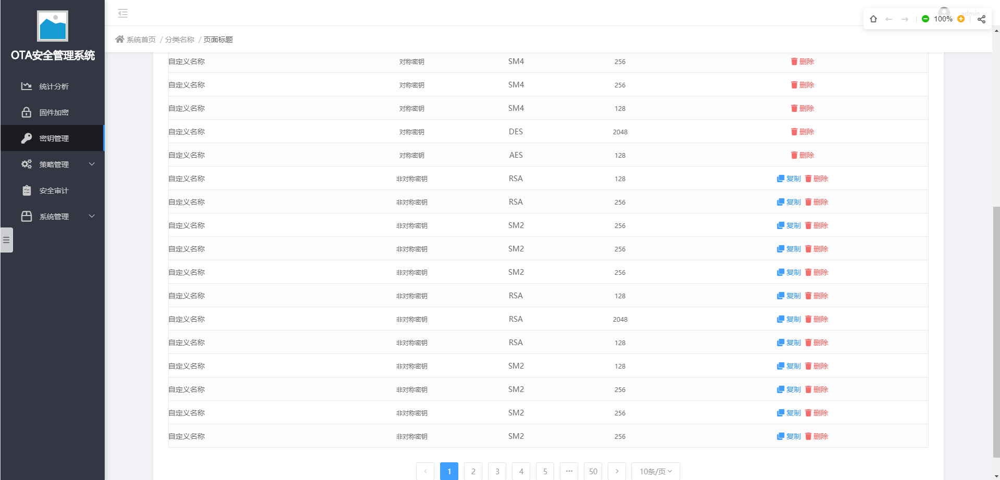 OTA安全管理系统
统计分析
固件加密
密钥管理
策略管理
安全审计
系统管理
admin
100%
系统首页 / 分类名称 / 页面标题
自定义名称 对称密钥 SM4 256 删除
自定义名称 对称密钥 SM4 256 删除
自定义名称 对称密钥 SM4 128 删除
自定义名称 对称密钥 DES 2048 删除
自定义名称 对称密钥 AES 128 删除
自定义名称 非对称密钥 RSA 128 复制 删除
自定义名称 非对称密钥 RSA 256 复制 删除
自定义名称 非对称密钥 SM2 256 复制 删除
自定义名称 非对称密钥 SM2 256 复制 删除
自定义名称 非对称密钥 SM2 256 复制 删除
自定义名称 非对称密钥 RSA 128 复制 删除
自定义名称 非对称密钥 RSA 2048 复制 删除
自定义名称 非对称密钥 RSA 128 复制 删除
自定义名称 非对称密钥 SM2 128 复制 删除
自定义名称 非对称密钥 SM2 256 复制 删除
自定义名称 非对称密钥 SM2 256 复制 删除
自定义名称 非对称密钥 SM2 256 复制 删除
1 2 3 4 5 ··· 50 10条/页